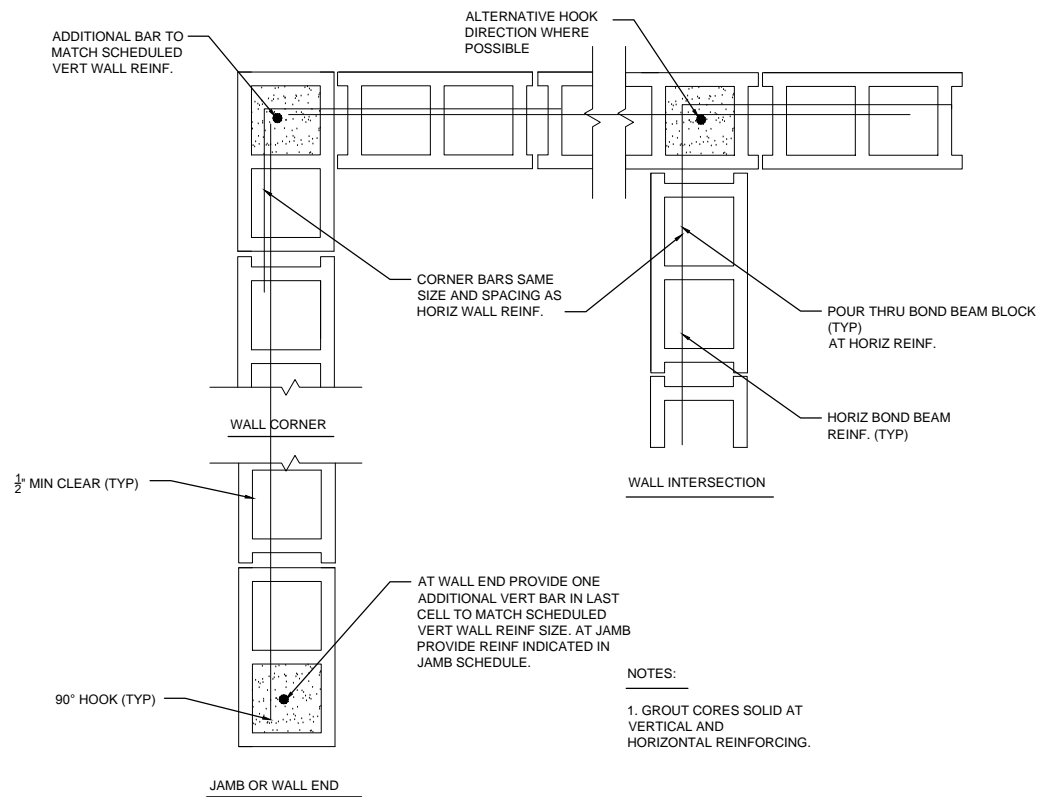 ADDITIONAL BAR TO
MATCH SCHEDULED
VERT WALL REINF.
ALTERNATIVE HOOK
DIRECTION WHERE
POSSIBLE
CORNER BARS SAME
SIZE AND SPACING AS
HORIZ WALL REINF.
POUR THRU BOND BEAM BLOCK
(TYP)
AT HORIZ REINF.
HORIZ BOND BEAM
REINF. (TYP)
WALL CORNER
WALL INTERSECTION
1/2" MIN CLEAR (TYP)
AT WALL END PROVIDE ONE
ADDITIONAL VERT BAR IN LAST
CELL TO MATCH SCHEDULED
VERT WALL REINF SIZE. AT JAMB
PROVIDE REINF INDICATED IN
JAMB SCHEDULE.
90° HOOK (TYP)
NOTES:
1. GROUT CORES SOLID AT
VERTICAL AND
HORIZONTAL REINFORCING.
JAMB OR WALL END